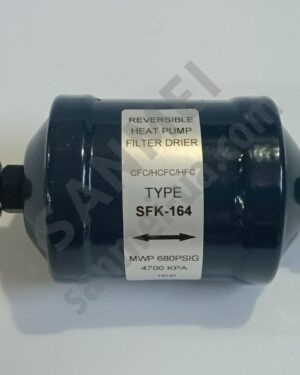 REVERSIBLE
HEAT PUMP
FILTER DRIER
CFC/HCFC/HFC
TYPE
SFK-164
MWP 680PSIG
4700 KPA